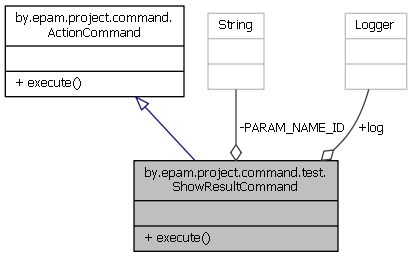 by.epam.project.command.
ActionCommand
+ execute()
String
Logger
-PARAM_NAME_ID
+log
by.epam.project.command.test.
ShowResultCommand
+ execute()